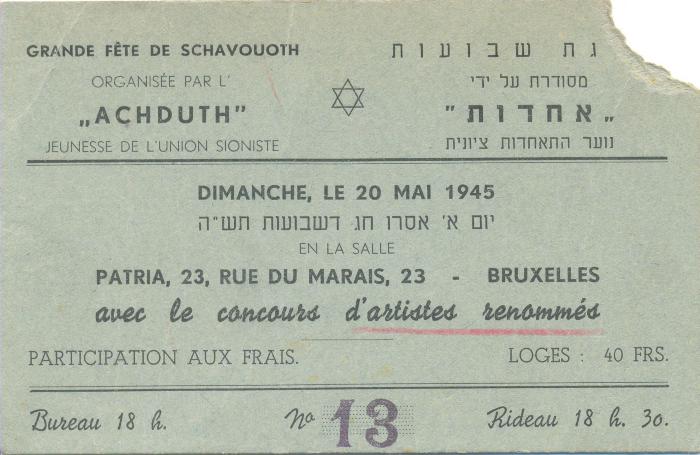 GRANDE FÊTE DE SCHAVOUOTH
ORGANISÉE PAR L'
„ACHDUTH"
JEUNESSE DE L'UNION SIONISTE
גת שבועות
מסודרת על ידי
„אחדות"
נוער התאחדות ציונית
DIMANCHE, LE 20 MAI 1945
יום א' אסרו חג דשבועות תש"ה
EN LA SALLE
PATRIA, 23, RUE DU MARAIS, 23 - BRUXELLES
avec le concours d'artistes renommés
PARTICIPATION AUX FRAIS.
LOGES : 40 FRS.
Bureau 18 h.
No 13
Rideau 18 h. 30.